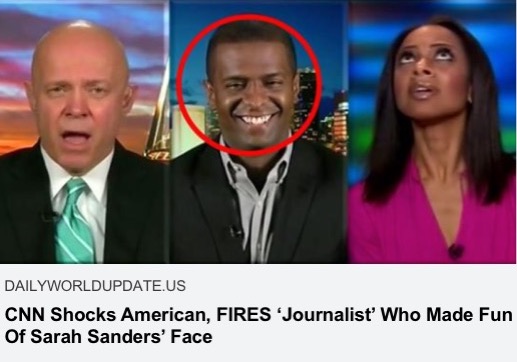 DAILYWORLDUPDATE.US
CNN Shocks American, FIRES ‘Journalist’ Who Made Fun
Of Sarah Sanders’ Face